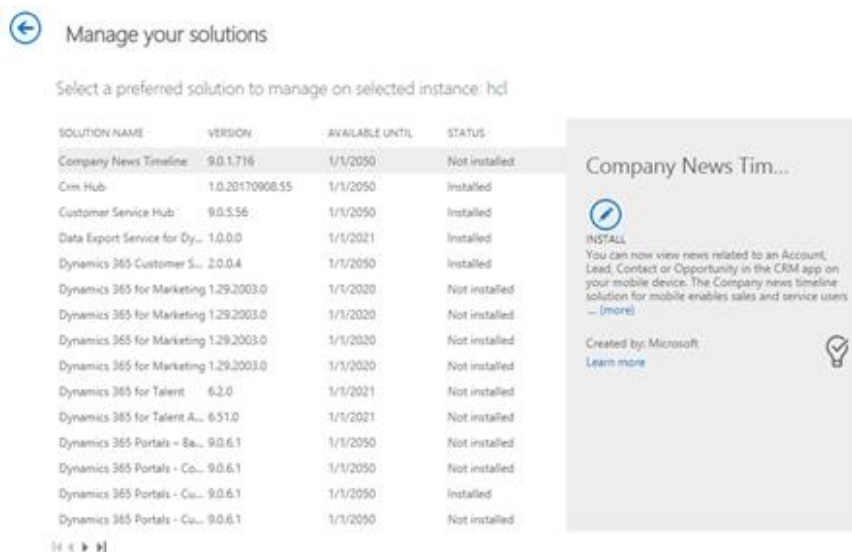 Manage your solutions
Select a preferred solution to manage on selected instance: hcl
SOLUTION NAME VERSION AVAILABLE UNTIL STATUS
Company News Timeline 9.0.1.716 1/1/2050 Not installed
Crm Hub 1.0.20170908.55 1/1/2050 Installed
Customer Service Hub 9.0.5.56 1/1/2050 Installed
Data Export Service for Dy... 1.0.0.0 1/1/2021 Installed
Dynamics 365 Customer S... 2.0.0.4 1/1/2050 Installed
Dynamics 365 for Marketing 1.29.2003.0 1/1/2020 Not installed
Dynamics 365 for Marketing 1.29.2003.0 1/1/2020 Not installed
Dynamics 365 for Marketing 1.29.2003.0 1/1/2020 Not installed
Dynamics 365 for Marketing 1.29.2003.0 1/1/2020 Not installed
Dynamics 365 for Talent 6.2.0 1/1/2021 Not installed
Dynamics 365 for Talent A... 6.51.0 1/1/2021 Not installed
Dynamics 365 Portals – Ba... 9.0.6.1 1/1/2050 Not installed
Dynamics 365 Portals - Co... 9.0.6.1 1/1/2050 Not installed
Dynamics 365 Portals - Cu... 9.0.6.1 1/1/2050 Installed
Dynamics 365 Portals - Cu... 9.0.6.1 1/1/2050 Not installed
Company News Tim...
INSTALL
You can now view news related to an Account,
Lead, Contact or Opportunity in the CRM app on
your mobile device. The Company news timeline
solution for mobile enables sales and service users
... (more)
Created by: Microsoft
Learn more